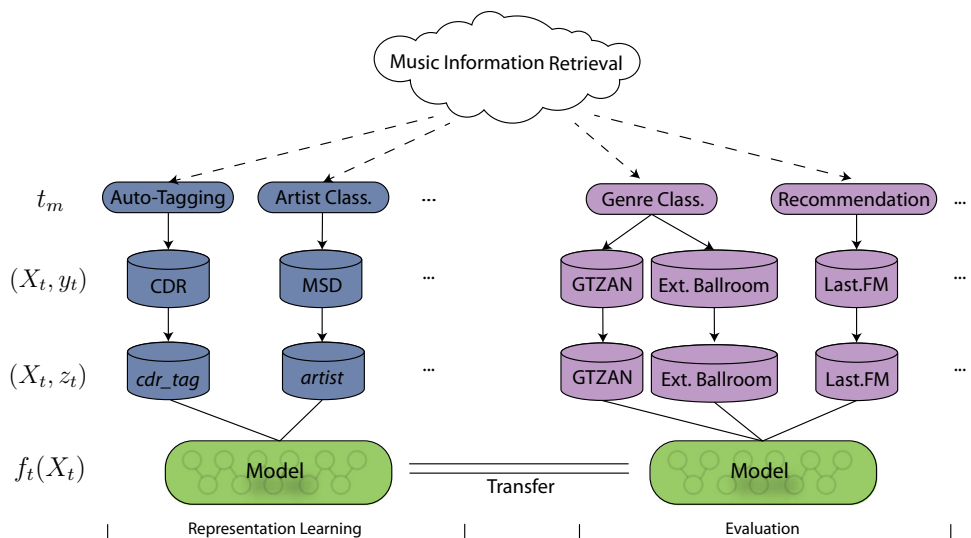 Music Information Retrieval
t_m
Auto-Tagging
Artist Class.
...
Genre Class.
Recommendation
...
(X_t, y_t)
CDR
MSD
...
GTZAN
Ext. Ballroom
Last.FM
...
(X_t, z_t)
cdr_tag
artist
...
GTZAN
Ext. Ballroom
Last.FM
...
f_t(X_t)
Model
Transfer
Model
Representation Learning
Evaluation